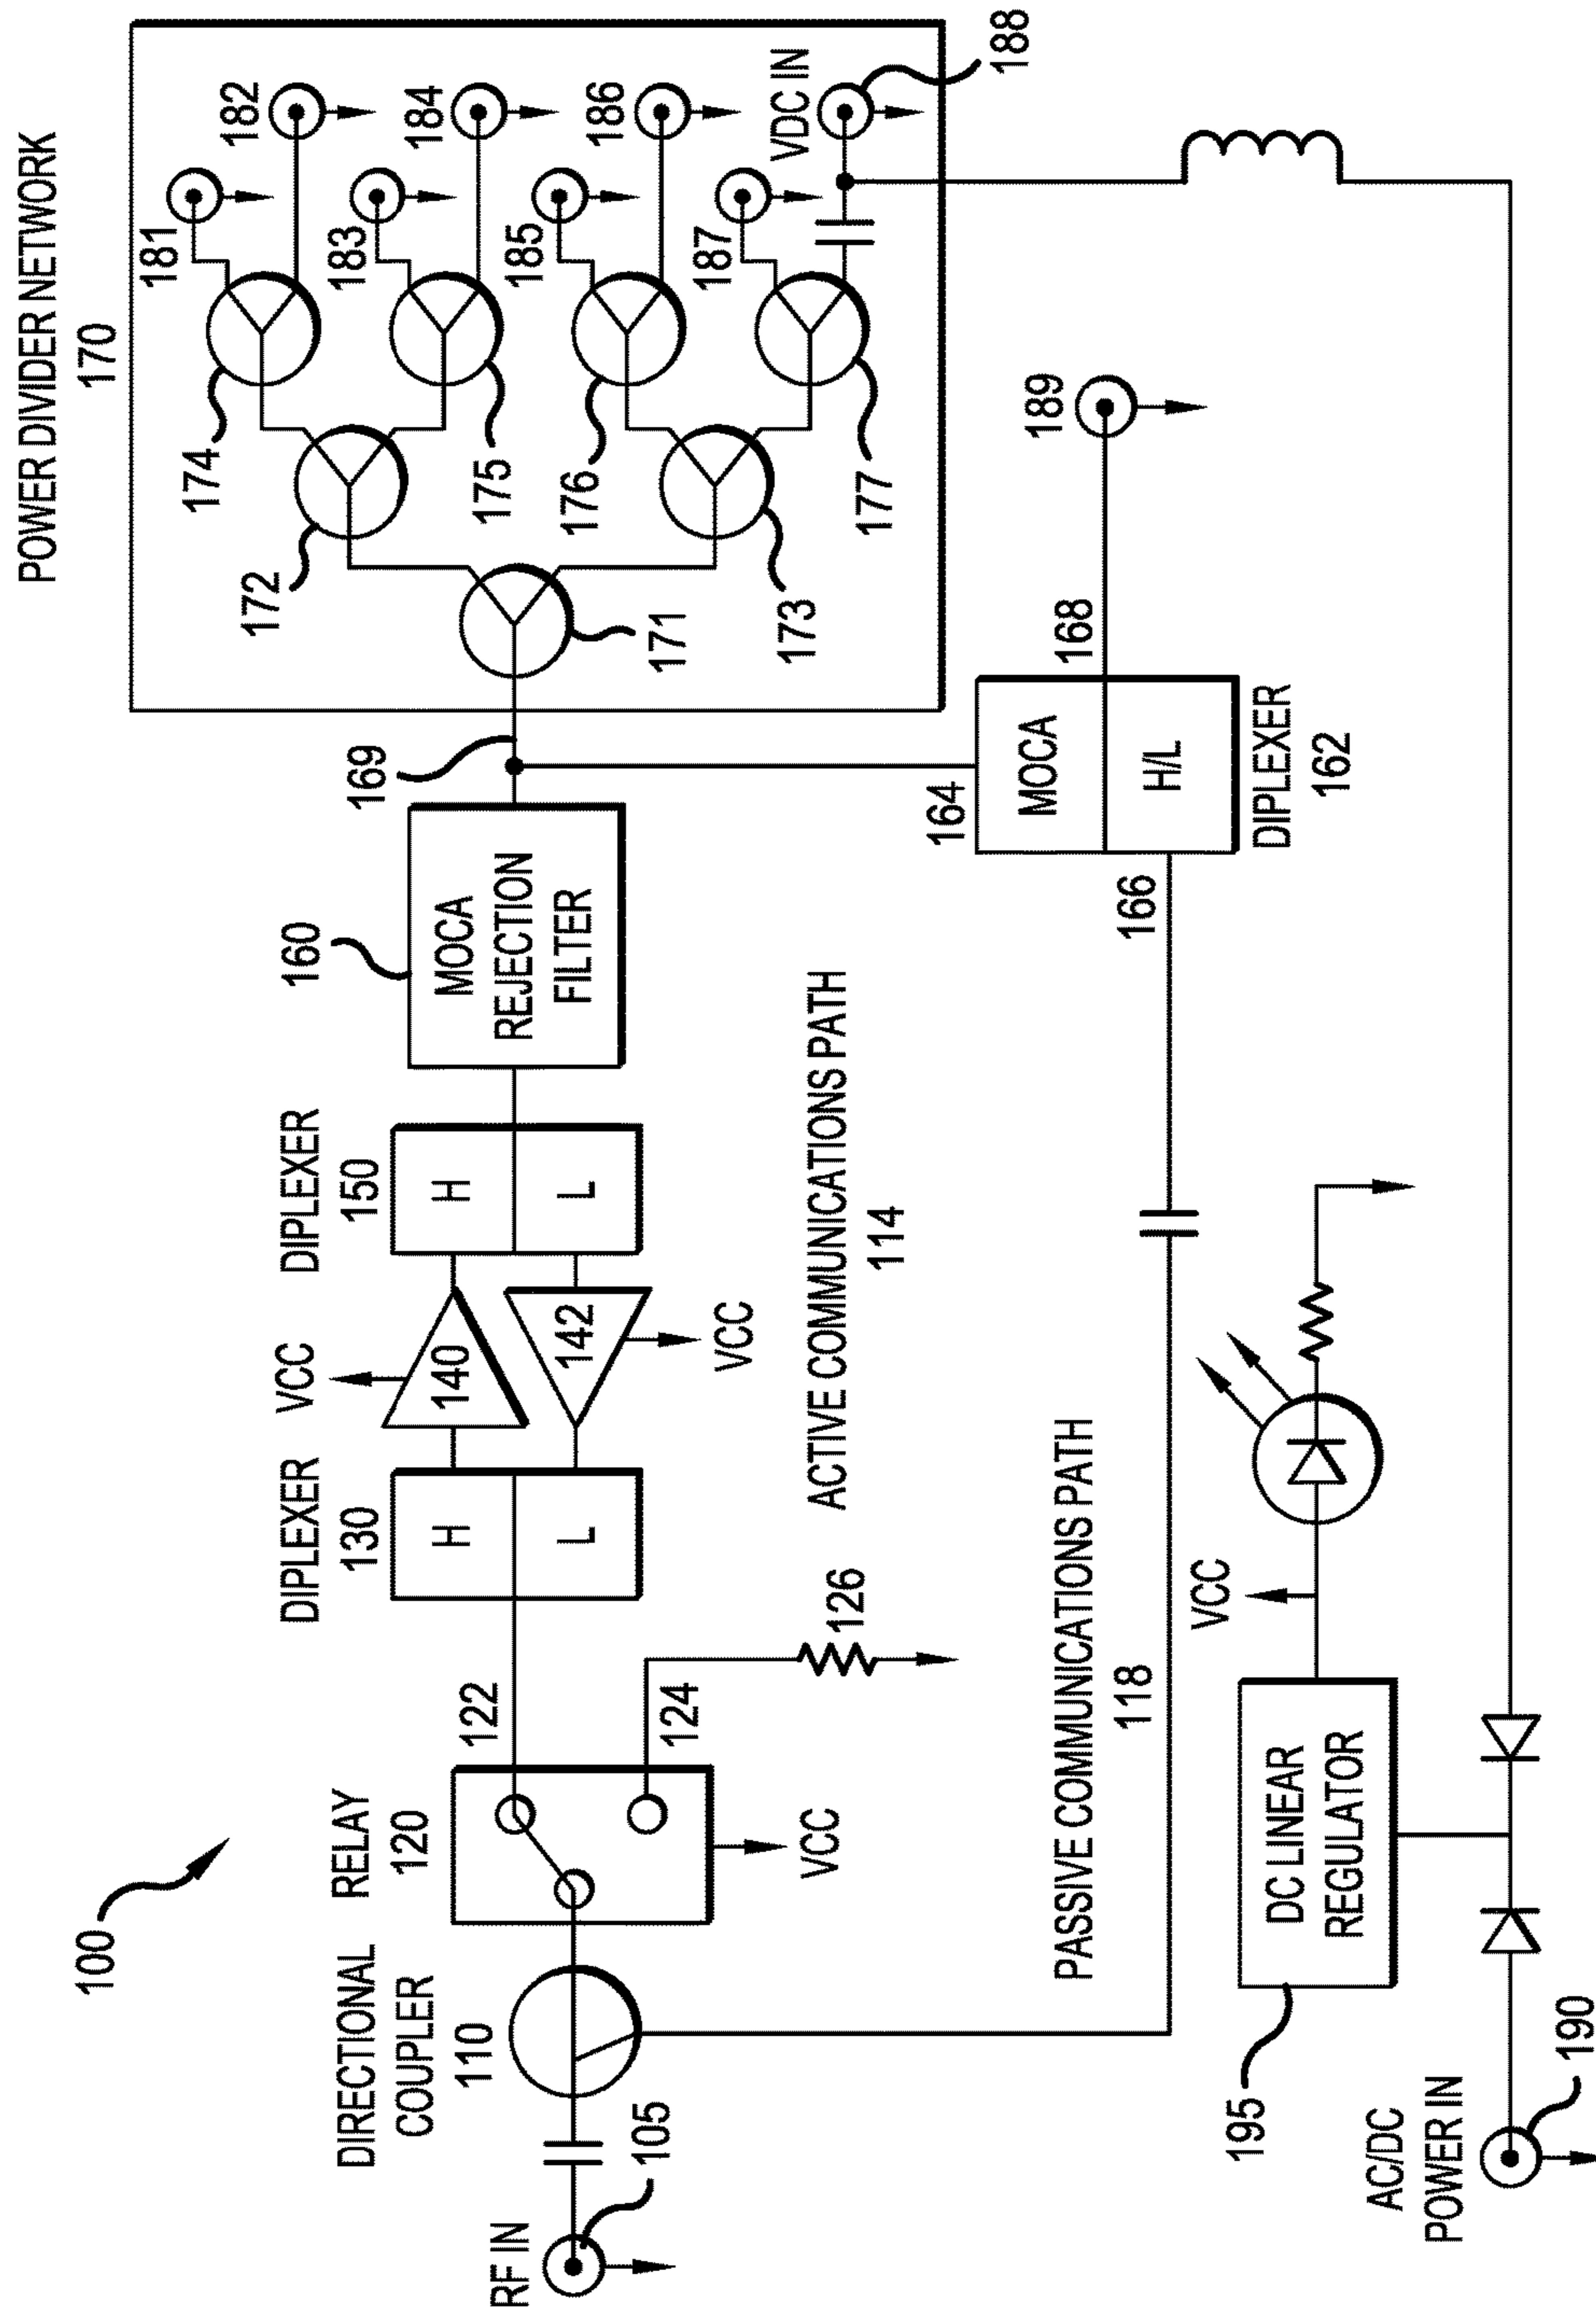 100
POWER DIVIDER NETWORK
170
181
182
183
184
185
186
187
VDC IN
188
174
175
176
177
172
173
171
169
160
MOCA
REJECTION
FILTER
DIPLEXER
150
H
L
VCC
140
142
VCC
DIPLEXER
130
H
L
ACTIVE COMMUNICATIONS PATH
114
122
124
126
RELAY
120
VCC
DIRECTIONAL
COUPLER
110
RF IN
105
164
MOCA
H/L
168
189
166
DIPLEXER
162
PASSIVE COMMUNICATIONS PATH
118
VCC
DC LINEAR
REGULATOR
195
AC/DC
POWER IN
190